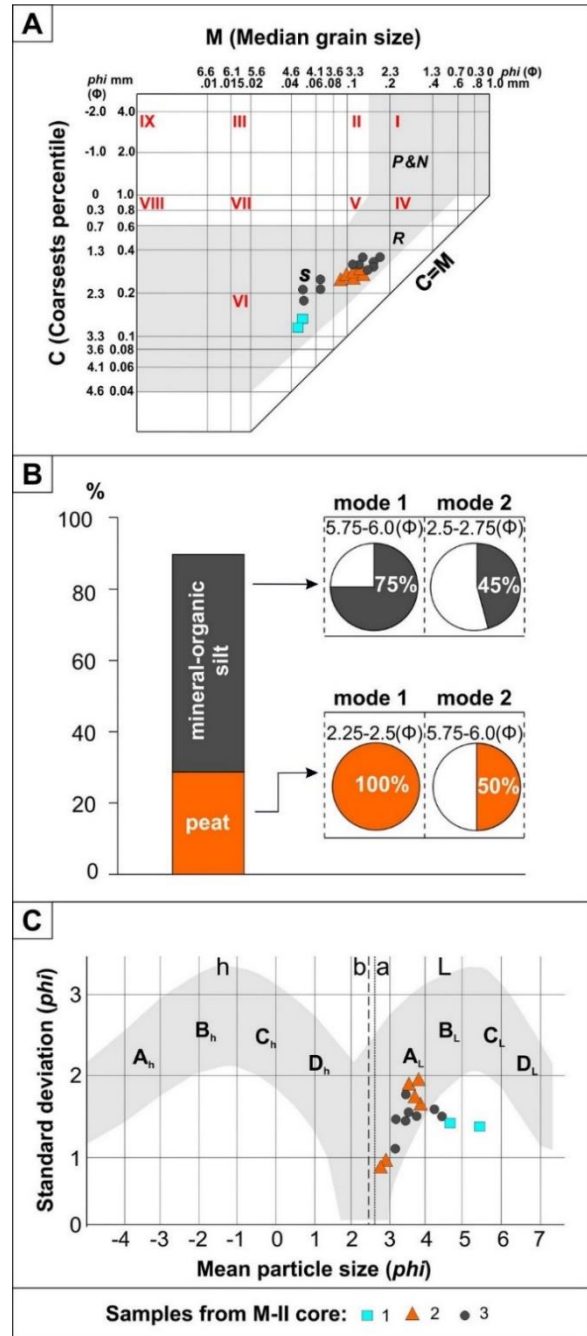 A
M (Median grain size)
phi mm 6.6 6.1 5.6 4.6 4.1 3.6 3.3 2.3 1.3 0.7 0.3 0 phi (Φ)
(Φ) .01 .015 .02 .04 .06 .08 .1 .2 .4 .6 .8 1.0 mm
-2.0 4.0 IX III II I
-1.0 2.0 P&N
0 1.0
0.3 0.8 VIII VII V IV
0.7 0.6 R
1.3 0.4
S
2.3 0.2 VI
3.3 0.1
3.6 0.08
4.1 0.06
4.6 0.04
C (Coarsests percentile)
C=M
B
%
100
80
60
40
20
0
mineral-organic
silt
peat
mode 1 mode 2
5.75-6.0(Φ) 2.5-2.75(Φ)
75% 45%
mode 1 mode 2
2.25-2.5(Φ) 5.75-6.0(Φ)
100% 50%
C
h b a L
3
2
1
0
Standard deviation (phi)
Ah Bh Ch Dh AL BL CL DL
-4 -3 -2 -1 0 1 2 3 4 5 6 7
Mean particle size (phi)
Samples from M-II core: 1 2 3